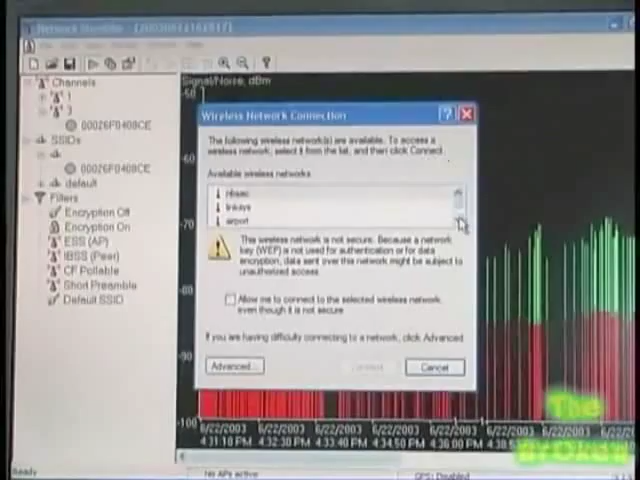 Network Stumbler
Channels
1
3
00026F0408CE
SSIDs
00026F0408CE
default
Filters
Encryption Off
Encryption On
ESS (AP)
IBSS (Peer)
CF Pollable
Short Preamble
Default SSID
Ready
Signal/Noise, dBm
-50
-60
-70
-80
-90
-100
Wireless Network Connection
The following wireless network(s) are available. To access a
wireless network, select it from the list, and then click Connect.
Available wireless networks:
linksys
airport
This wireless network is not secure. Because a network
key (WEP) is not used for authentication or for data
encryption, data sent over this network might be subject to
unauthorized access.
Allow me to connect to the selected wireless network,
even though it is not secure
If you are having difficulty connecting to a network, click Advanced.
Advanced...
Connect
Cancel
6/22/2003 6/22/2003 6/22/2003 6/22/2003 6/22/2003 6/22/2003
4:31:10 PM 4:32:30 PM 4:33:40 PM 4:34:50 PM 4:36:00 PM
No APs active
GPS: Disabled
The